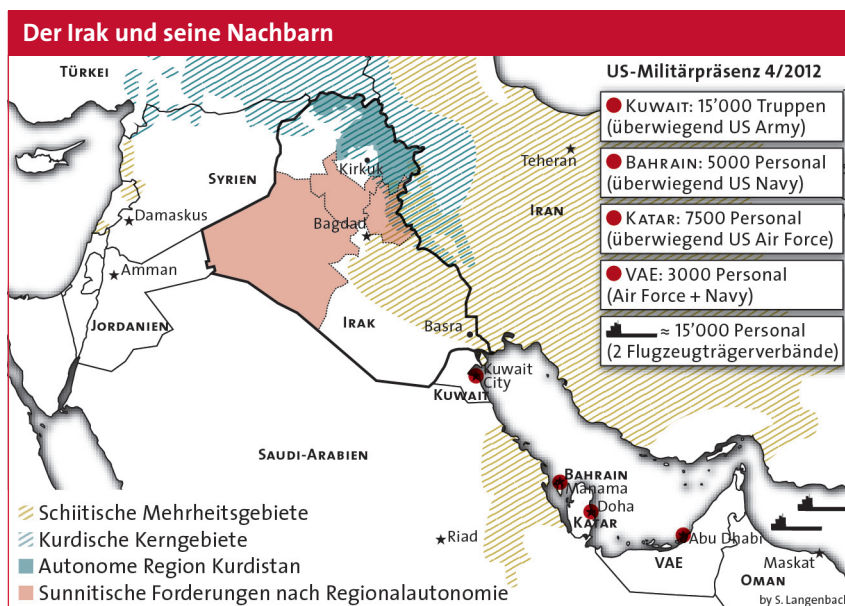 Der Irak und seine Nachbarn
US-Militärpräsenz 4/2012
KUWAIT: 15'000 Truppen
(überwiegend US Army)
BAHRAIN: 5000 Personal
(überwiegend US Navy)
KATAR: 7500 Personal
(überwiegend US Air Force)
VAE: 3000 Personal
(Air Force + Navy)
≈ 15'000 Personal
(2 Flugzeugträgerverbände)
TÜRKEI
Teheran
Kirkuk
SYRIEN
IRAN
Damaskus
Bagdad
Amman
JORDANIEN
IRAK
Basra
Kuwait
City
KUWAIT
SAUDI-ARABIEN
BAHRAIN
Manama
Doha
KATAR
Riad
Abu Dhabi
VAE
Maskat
OMAN
Schiitische Mehrheitsgebiete
Kurdische Kerngebiete
Autonome Region Kurdistan
Sunnitische Forderungen nach Regionalautonomie
by S. Langenbach